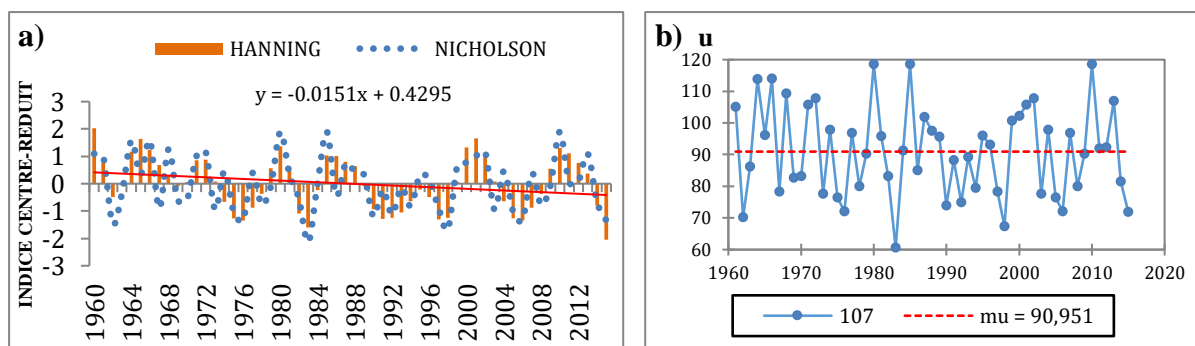 a)
HANNING NICHOLSON
y = -0.0151x + 0.4295
INDICE CENTRE-REDUIT
3
2
1
0
-1
-2
-3
1960 1964 1968 1972 1976 1980 1984 1988 1992 1996 2000 2004 2008 2012
b) u
120
110
100
90
80
70
60
1960 1970 1980 1990 2000 2010 2020
107 mu = 90,951